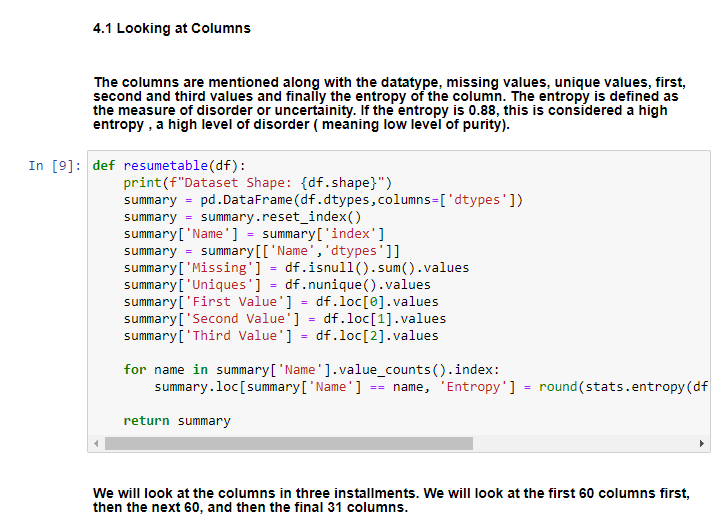 4.1 Looking at Columns
The columns are mentioned along with the datatype, missing values, unique values, first,
second and third values and finally the entropy of the column. The entropy is defined as
the measure of disorder or uncertainity. If the entropy is 0.88, this is considered a high
entropy , a high level of disorder ( meaning low level of purity).
In [9]: def resumetable(df):
    print(f"Dataset Shape: {df.shape}")
    summary = pd.DataFrame(df.dtypes,columns=['dtypes'])
    summary = summary.reset_index()
    summary['Name'] = summary['index']
    summary = summary[['Name','dtypes']]
    summary['Missing'] = df.isnull().sum().values
    summary['Uniques'] = df.nunique().values
    summary['First Value'] = df.loc[0].values
    summary['Second Value'] = df.loc[1].values
    summary['Third Value'] = df.loc[2].values
    for name in summary['Name'].value_counts().index:
        summary.loc[summary['Name'] == name, 'Entropy'] = round(stats.entropy(df
    return summary
We will look at the columns in three installments. We will look at the first 60 columns first,
then the next 60, and then the final 31 columns.